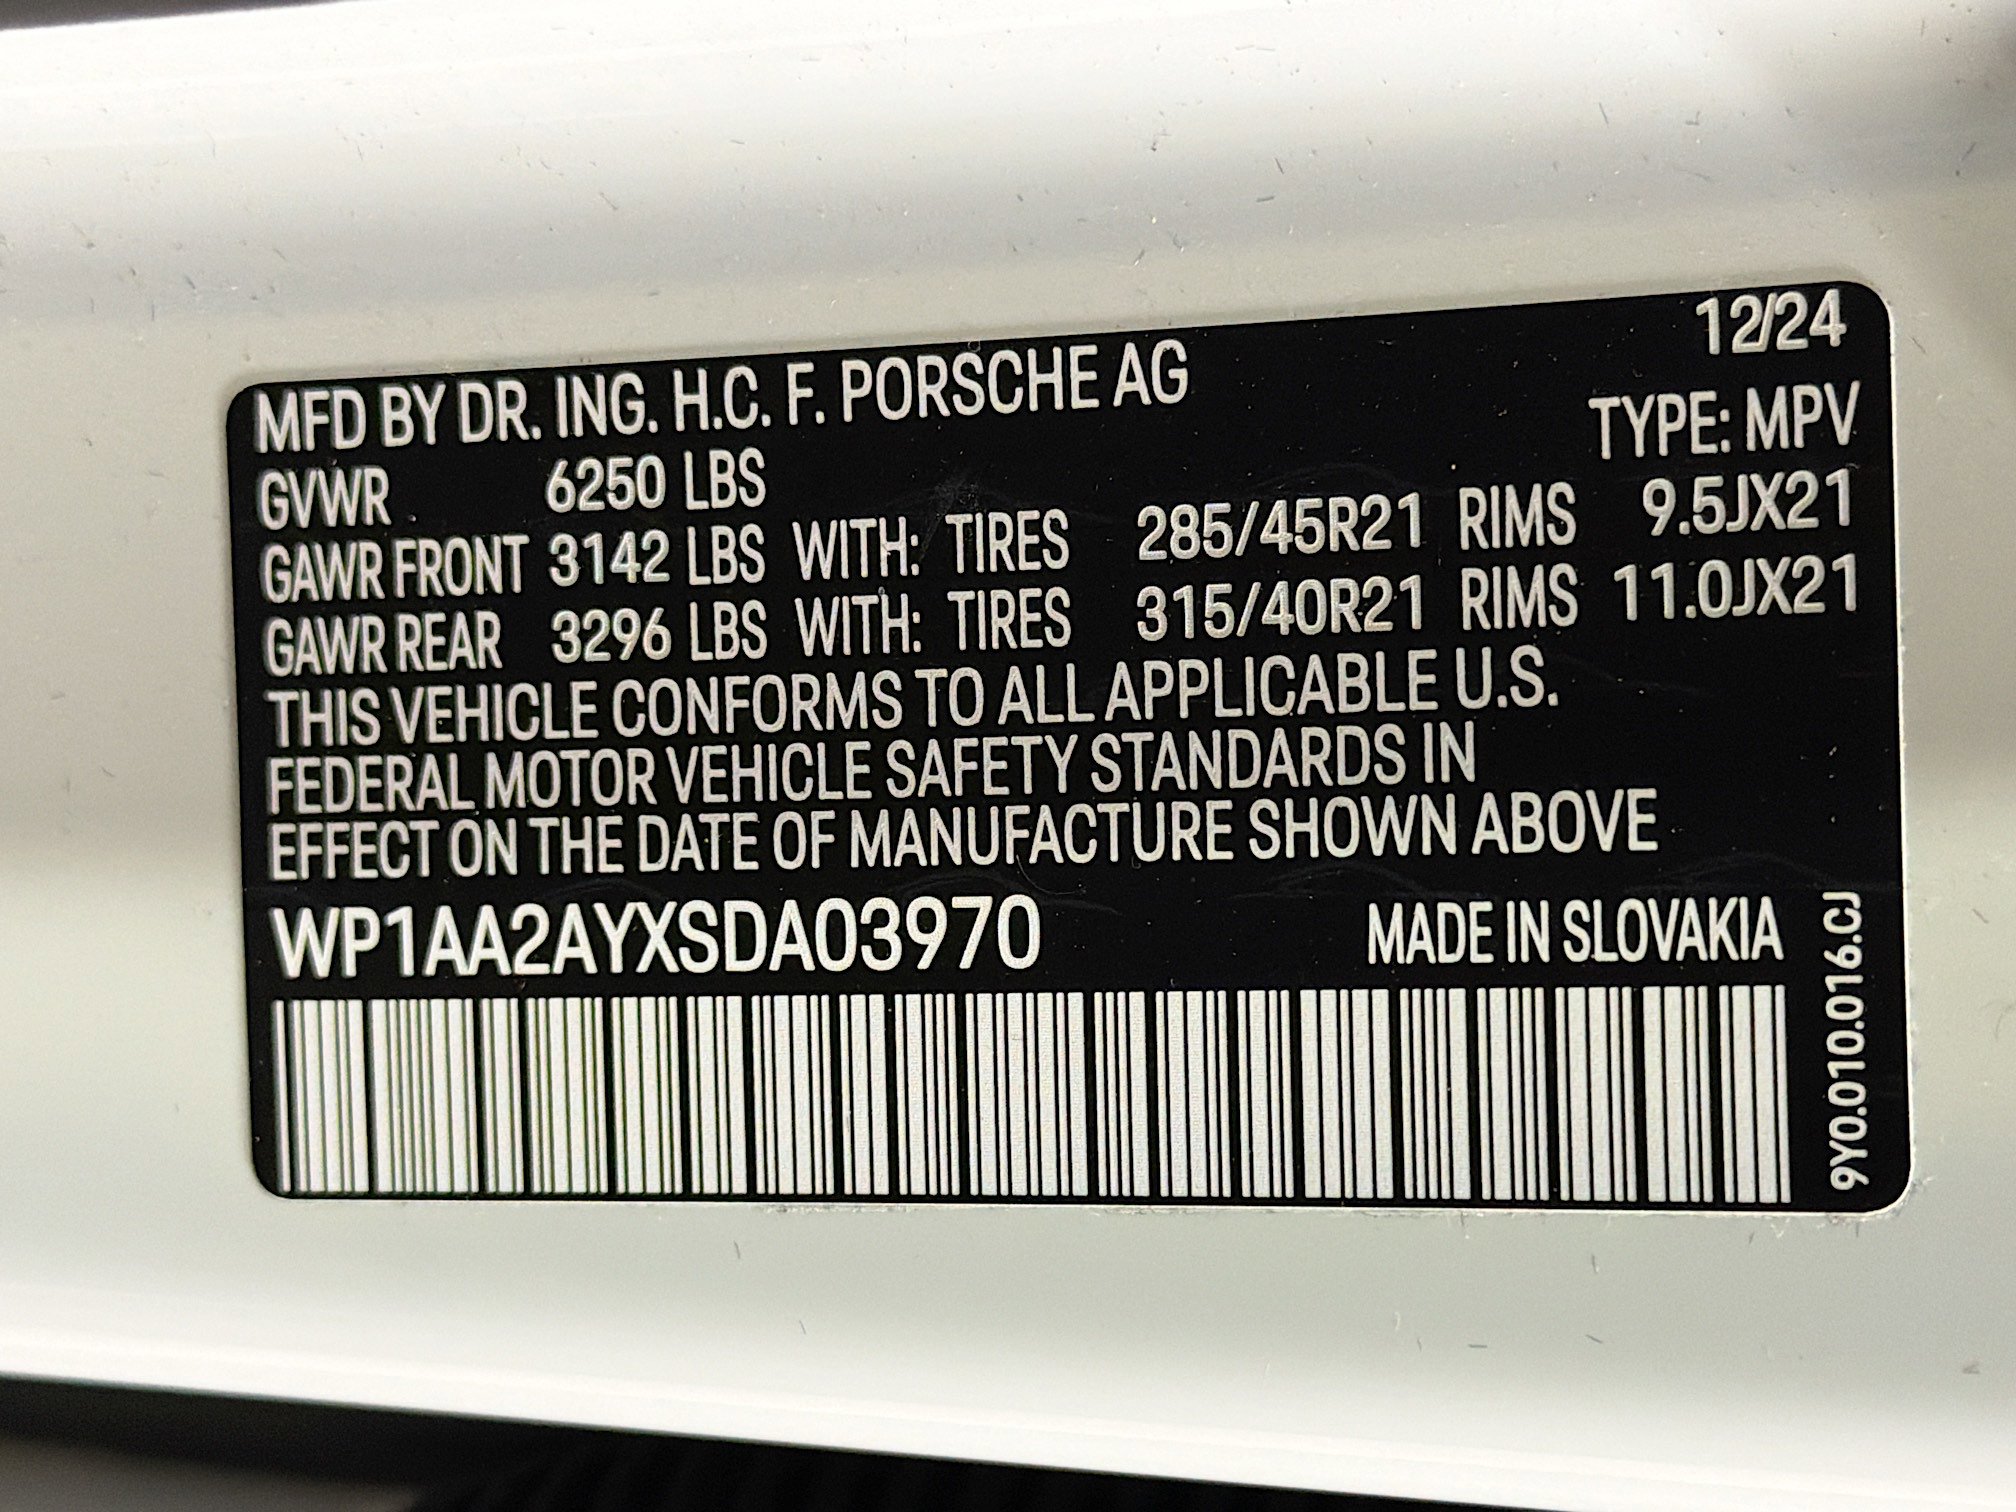 12/24
MFD BY DR. ING. H.C. F. PORSCHE AG
TYPE: MPV
GVWR 6250 LBS
GAWR FRONT 3142 LBS WITH: TIRES 285/45R21 RIMS 9.5JX21
GAWR REAR 3296 LBS WITH: TIRES 315/40R21 RIMS 11.0JX21
THIS VEHICLE CONFORMS TO ALL APPLICABLE U.S.
FEDERAL MOTOR VEHICLE SAFETY STANDARDS IN
EFFECT ON THE DATE OF MANUFACTURE SHOWN ABOVE
WP1AA2AYXSDA03970 MADE IN SLOVAKIA
9Y0.010.016.CJ